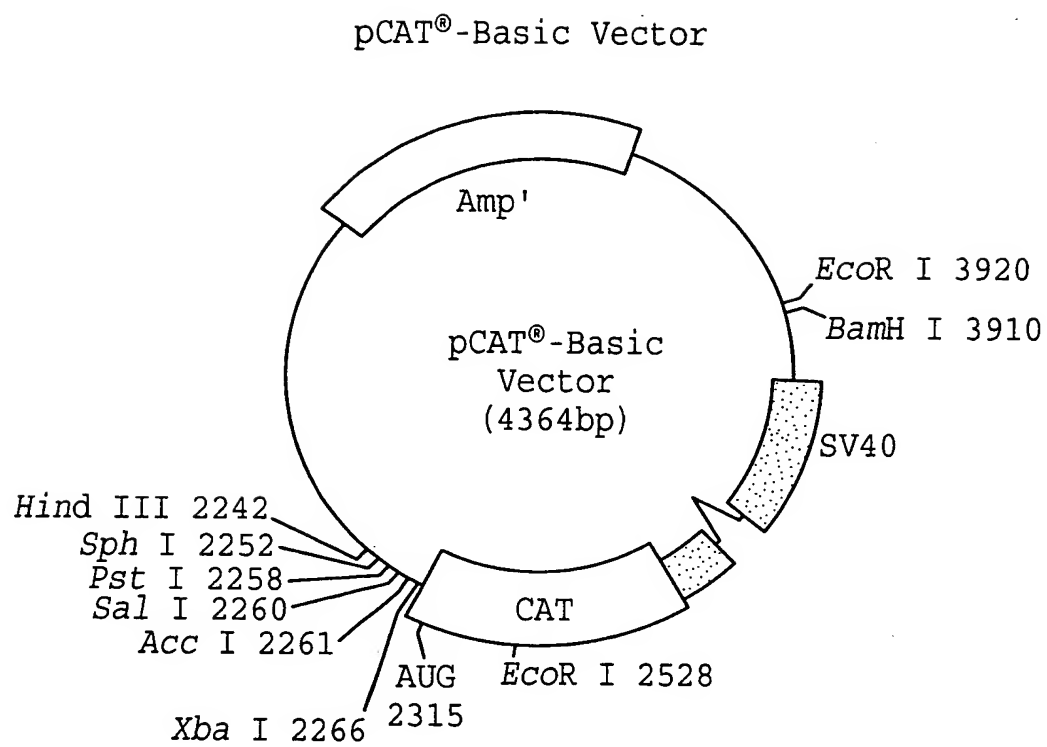 pCAT®-Basic Vector
Amp'
EcoR I 3920
BamH I 3910
pCAT®-Basic
Vector
(4364bp)
SV40
Hind III 2242
Sph I 2252
Pst I 2258
Sal I 2260
Acc I 2261
Xba I 2266
CAT
AUG
2315
EcoR I 2528